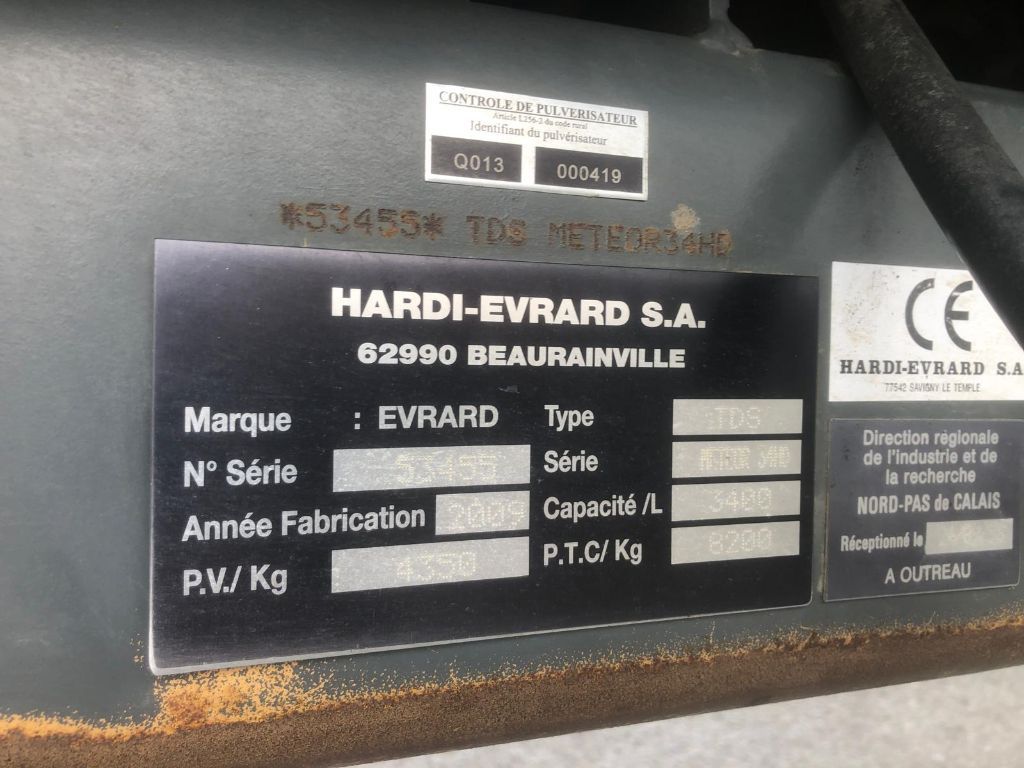 CONTROLE DE PULVERISATEUR
Article L256-2 du code rural
Identifiant du pulvérisateur
Q013 000419
*53455* TDS METEOR34HD
HARDI-EVRARD S.A.
62990 BEAURAINVILLE
Marque : EVRARD
N° Série 53455
Année Fabrication 2009
P.V./ Kg 4350
Type :TDS
Série METEOR 34HD
Capacité /L 3400
P.T.C/ Kg 8200
CE
HARDI-EVRARD S.A
77542 SAVIGNY LE TEMPLE
Direction régionale
de l'industrie et de
la recherche
NORD-PAS de CALAIS
Réceptionné le
A OUTREAU